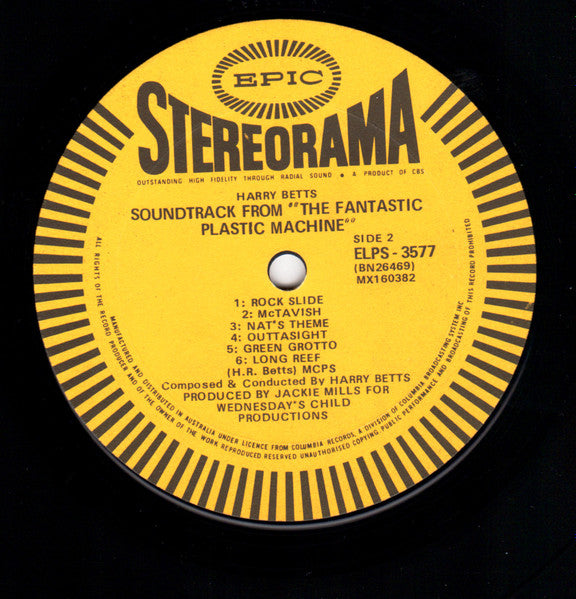 EPIC
STEREORAMA
OUTSTANDING HIGH FIDELITY THROUGH RADIAL SOUND • A PRODUCT OF CBS
HARRY BETTS
SOUNDTRACK FROM "THE FANTASTIC
PLASTIC MACHINE"
SIDE 2
ELPS - 3577
(BN26469)
MX160382
1: ROCK SLIDE
2: McTAVISH
3: NAT'S THEME
4: OUTTASIGHT
5: GREEN GROTTO
6: LONG REEF
(H.R. Betts) MCPS
Composed & Conducted By HARRY BETTS
PRODUCED BY JACKIE MILLS FOR
WEDNESDAY'S CHILD
PRODUCTIONS
MANUFACTURED AND DISTRIBUTED IN AUSTRALIA UNDER LICENCE FROM COLUMBIA RECORDS, A DIVISION OF COLUMBIA BROADCASTING SYSTEM INC
ALL RIGHTS OF THE RECORD PRODUCER AND OF THE OWNER OF THE WORK REPRODUCED RESERVED UNAUTHORISED COPYING, PUBLIC PERFORMANCE AND BROADCASTING OF THIS RECORD PROHIBITED